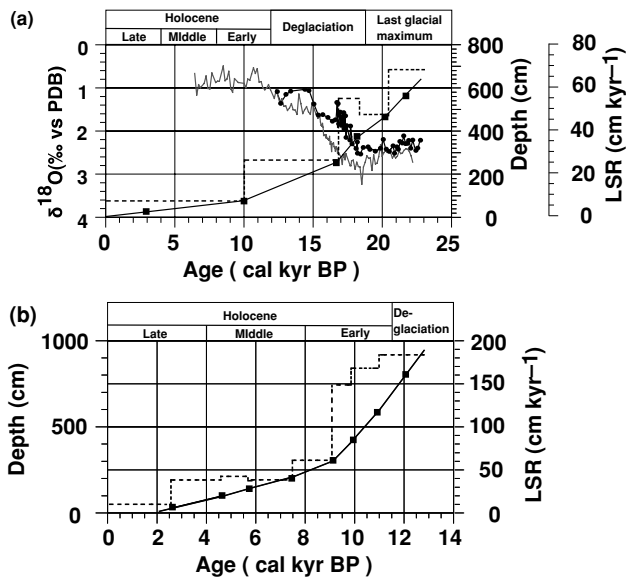 (a)
Holocene
Deglaciation
Last glacial
maximum
Late
MIddle
Early
0
1
2
3
4
δ18O(‰ vs PDB)
800
600
400
200
0
Depth (cm)
80
60
40
20
0
LSR (cm kyr–1)
0 5 10 15 20 25
Age ( cal kyr BP )
(b)
Holocene
De-
glaciation
Late
MIddle
Early
1000
500
0
Depth (cm)
200
150
100
50
0
LSR (cm kyr–1)
0 2 4 6 8 10 12 14
Age ( cal kyr BP )